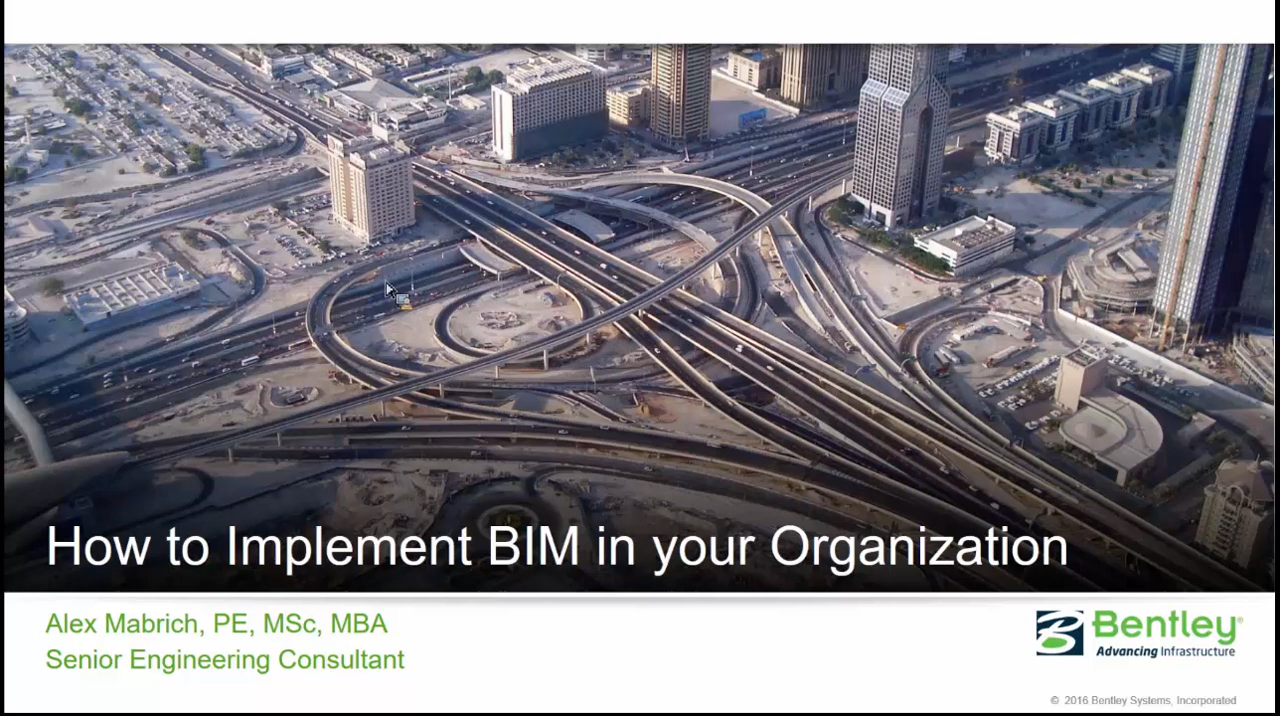 How to Implement BIM in your Organization
Alex Mabrich, PE, MSc, MBA
Senior Engineering Consultant
Bentley®
Advancing Infrastructure
© 2016 Bentley Systems, Incorporated